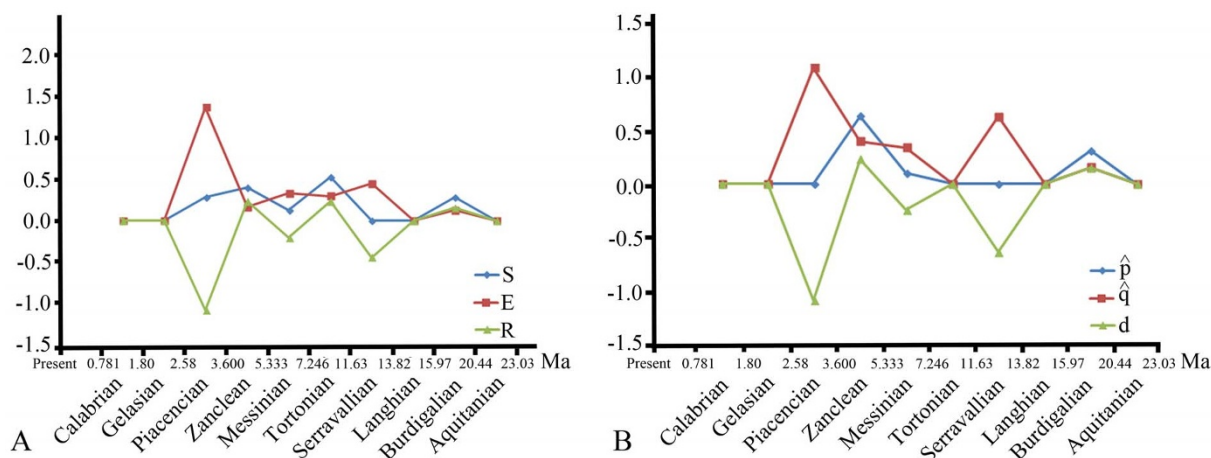 2.0
1.5
1.0
0.5
0.0
-0.5
-1.0
-1.5
S
E
R
Present 0.781 1.80 2.58 3.600 5.333 7.246 11.63 13.82 15.97 20.44 23.03 Ma
Calabrian
Gelasian
Piacencian
Zanclean
Messinian
Tortonian
Serravallian
Langhian
Burdigalian
Aquitanian
A
1.5
1.0
0.5
0.0
-0.5
-1.0
-1.5
p̂
q̂
d
Present 0.781 1.80 2.58 3.600 5.333 7.246 11.63 13.82 15.97 20.44 23.03 Ma
Calabrian
Gelasian
Piacencian
Zanclean
Messinian
Tortonian
Serravallian
Langhian
Burdigalian
Aquitanian
B